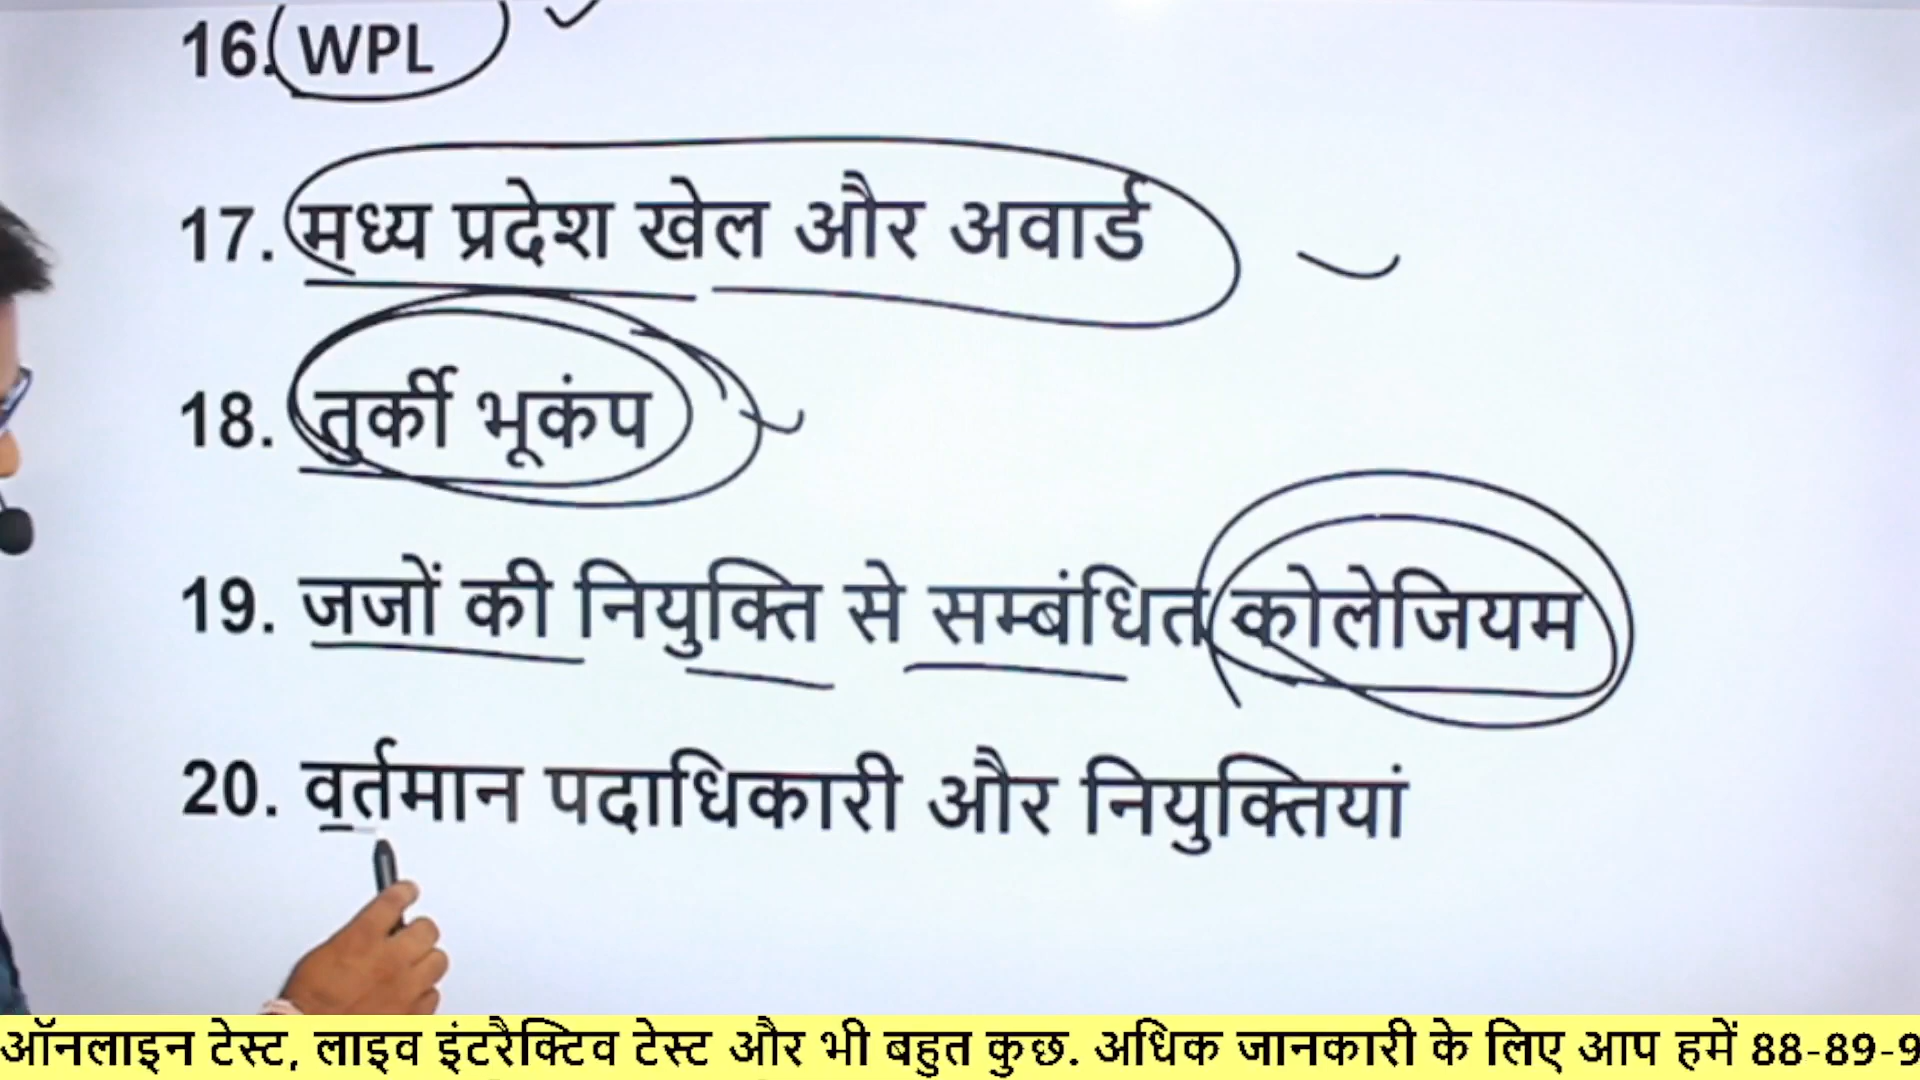 16. WPL
17. मध्य प्रदेश खेल और अवार्ड
18. तुर्की भूकंप
19. जजों की नियुक्ति से सम्बंधित कोलेजियम
20. वर्तमान पदाधिकारी और नियुक्तियां
ऑनलाइन टेस्ट, लाइव इंटरैक्टिव टेस्ट और भी बहुत कुछ. अधिक जानकारी के लिए आप हमें 88-89-9